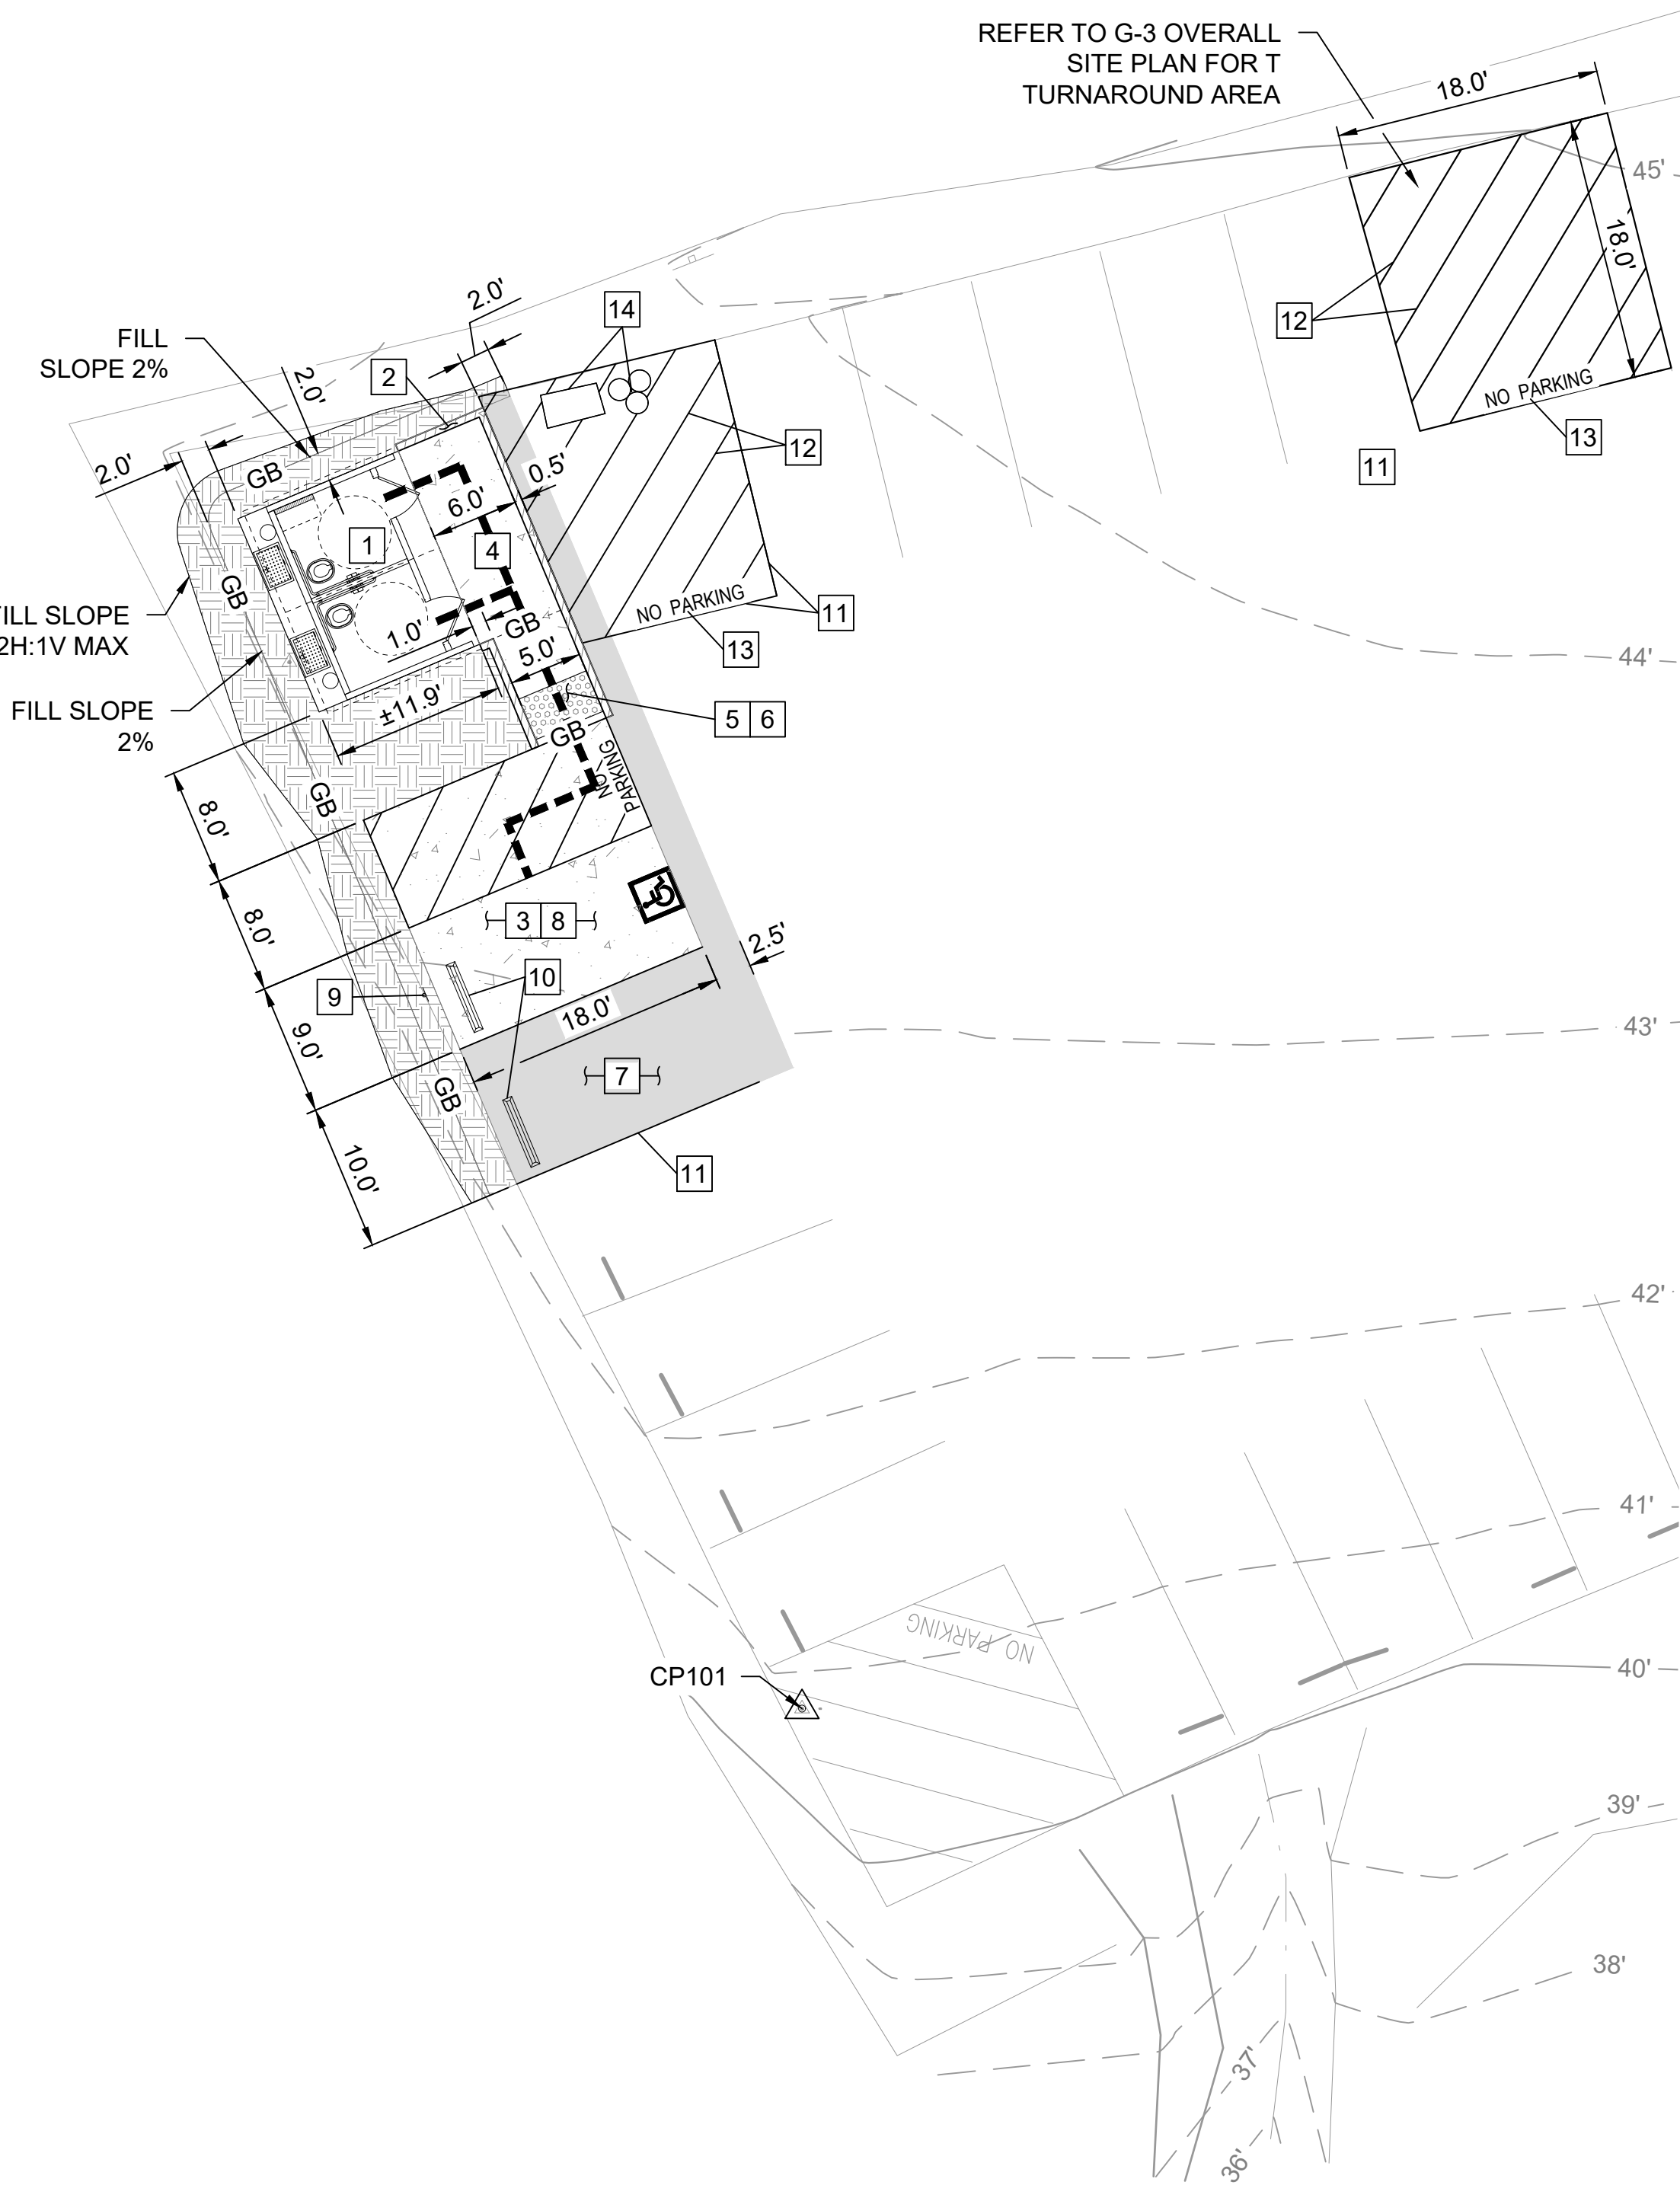 REFER TO G-3 OVERALL
SITE PLAN FOR T
TURNAROUND AREA
18.0'
45'
18.0'
12
NO PARKING
13
11
2.0'
14
FILL
SLOPE 2%
2.0'
2
12
2.0'
GB
0.5'
6.0'
1
4
GB
FILL SLOPE
2H:1V MAX
NO PARKING
11
1.0'
GB
13
5.0'
44'
FILL SLOPE
2%
±11.9'
5 6
GB
NO
PARKING
8.0'
GB
8.0'
3 8
2.5'
10
9
18.0'
43'
9.0'
7
GB
10.0'
11
42'
41'
NO PARKING
CP101
40'
39'
38'
37'
36'